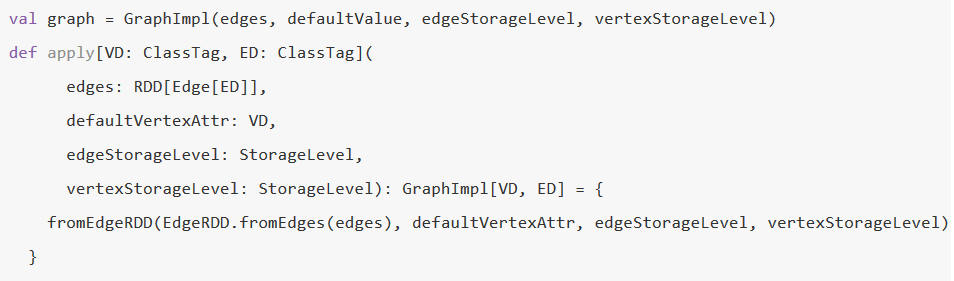 val graph = GraphImpl(edges, defaultValue, edgeStorageLevel, vertexStorageLevel)
def apply[VD: ClassTag, ED: ClassTag](
      edges: RDD[Edge[ED]],
      defaultVertexAttr: VD,
      edgeStorageLevel: StorageLevel,
      vertexStorageLevel: StorageLevel): GraphImpl[VD, ED] = {
    fromEdgeRDD(EdgeRDD.fromEdges(edges), defaultVertexAttr, edgeStorageLevel, vertexStorageLevel)
  }